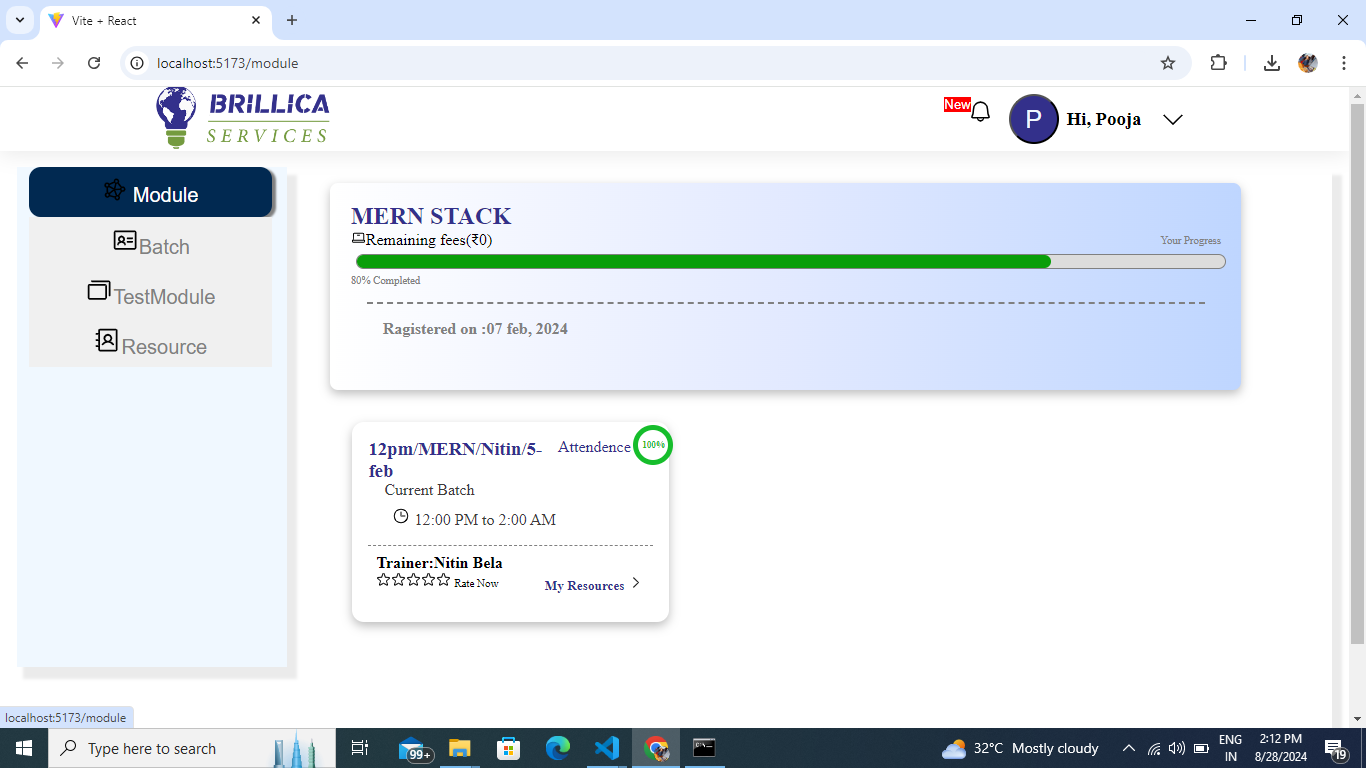 Vite + React
localhost:5173/module
BRILLICA
SERVICES
New
P
Hi, Pooja
Module
Batch
TestModule
Resource
MERN STACK
Remaining fees(₹0)
Your Progress
80% Completed
Ragistered on :07 feb, 2024
12pm/MERN/Nitin/5-
feb
Attendence
100%
Current Batch
12:00 PM to 2:00 AM
Trainer:Nitin Bela
Rate Now
My Resources
localhost:5173/module
Type here to search
99+
32°C Mostly cloudy
ENG
IN
2:12 PM
8/28/2024
19